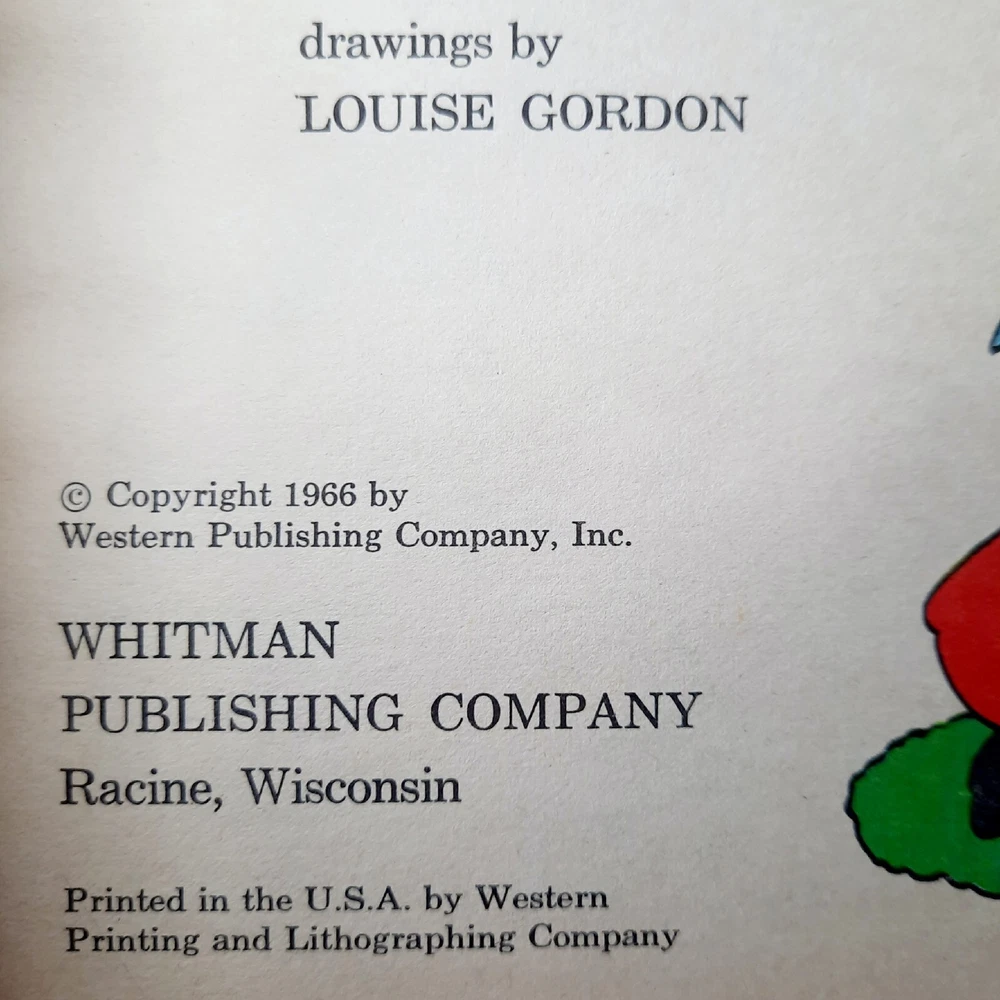 drawings by
LOUISE GORDON
© Copyright 1966 by
Western Publishing Company, Inc.
WHITMAN
PUBLISHING COMPANY
Racine, Wisconsin
Printed in the U.S.A. by Western
Printing and Lithographing Company